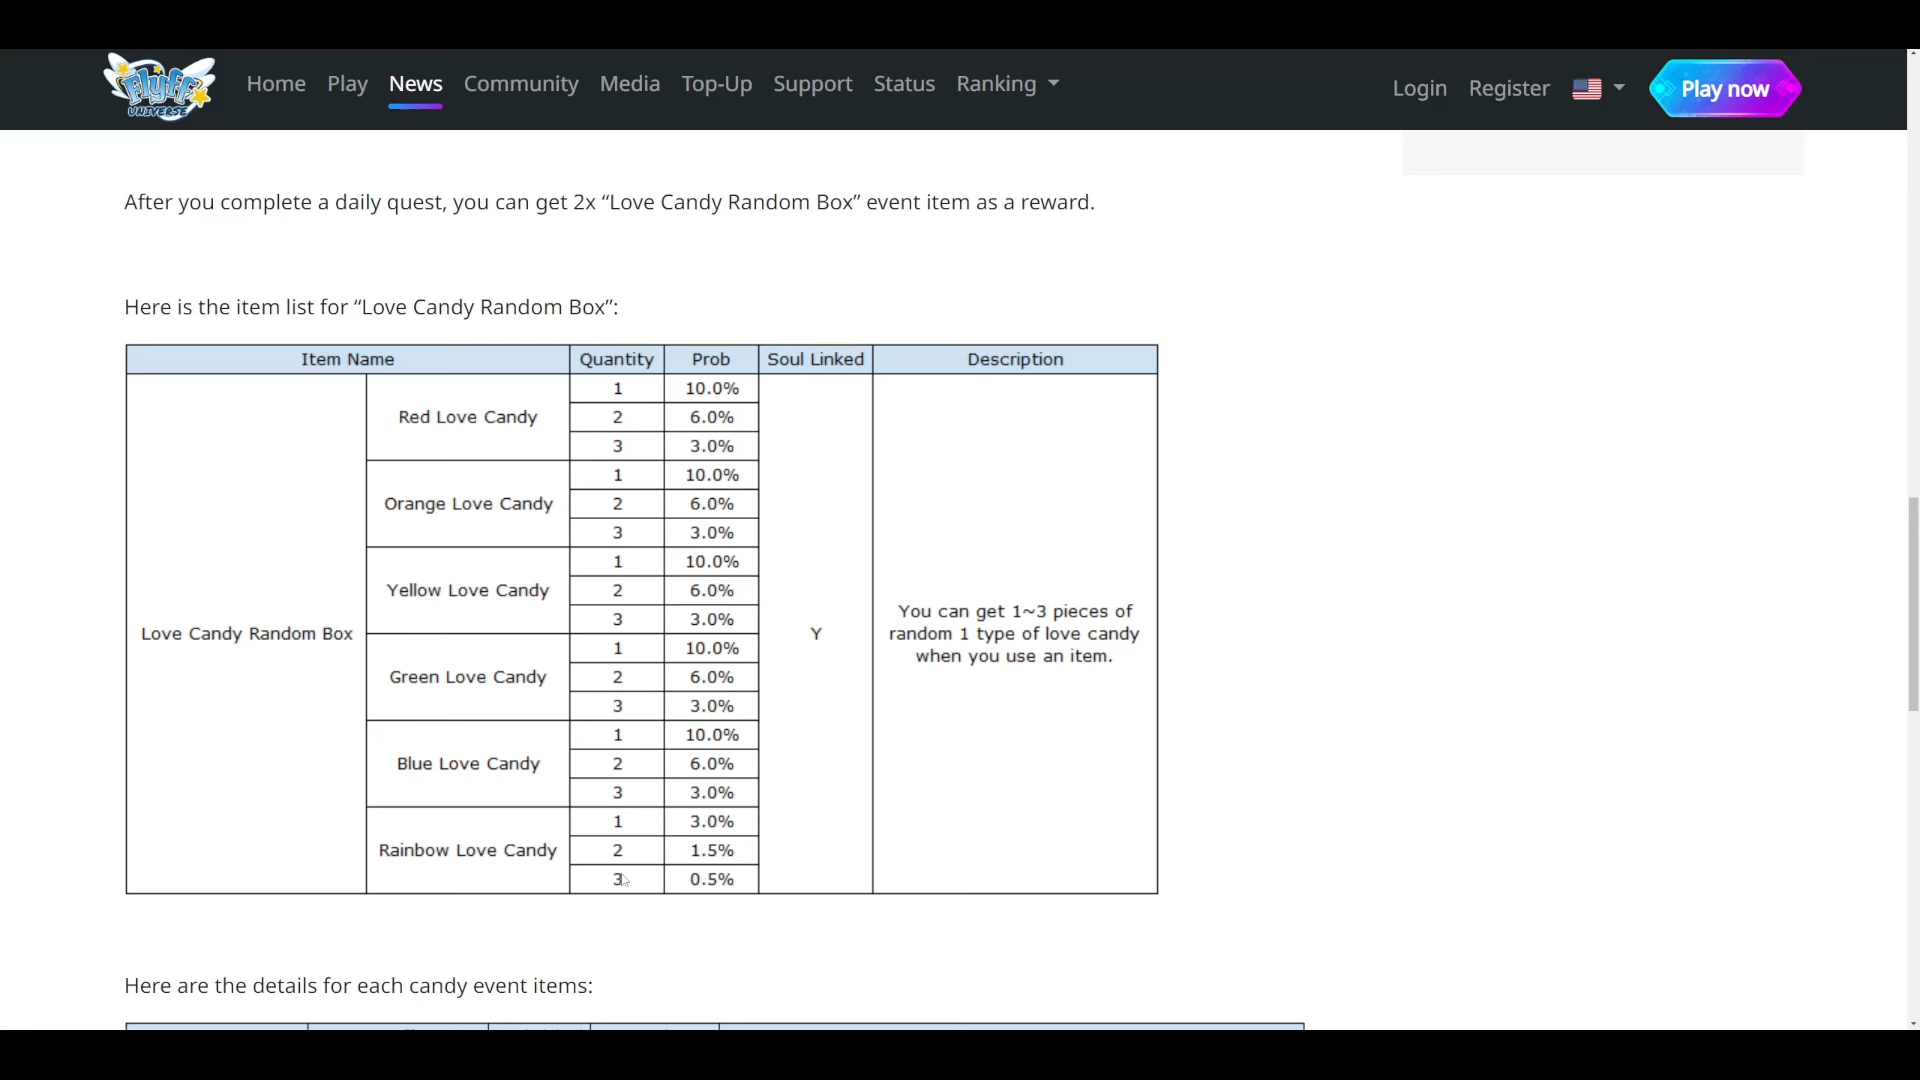 Flyff
UNIVERSE
Home Play News Community Media Top-Up Support Status Ranking
Login Register Play now
After you complete a daily quest, you can get 2x “Love Candy Random Box” event item as a reward.
Here is the item list for “Love Candy Random Box”:
Item Name Quantity Prob Soul Linked Description
Love Candy Random Box
Red Love Candy
1 10.0%
2 6.0%
3 3.0%
Orange Love Candy
1 10.0%
2 6.0%
3 3.0%
Yellow Love Candy
1 10.0%
2 6.0%
3 3.0%
Green Love Candy
1 10.0%
2 6.0%
3 3.0%
Blue Love Candy
1 10.0%
2 6.0%
3 3.0%
Rainbow Love Candy
1 3.0%
2 1.5%
3 0.5%
Y
You can get 1~3 pieces of
random 1 type of love candy
when you use an item.
Here are the details for each candy event items: